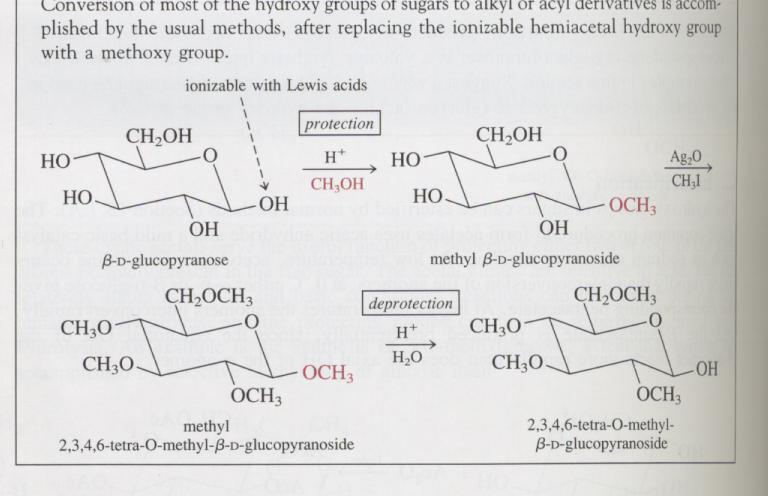 Conversion of most of the hydroxy groups of sugars to alkyl or acyl derivatives is accom-
plished by the usual methods, after replacing the ionizable hemiacetal hydroxy group
with a methoxy group.
ionizable with Lewis acids
protection
CH₂OH
HO
O
HO
OH
OH
H⁺
CH₃OH
CH₂OH
HO
O
HO
OCH₃
OH
Ag₂O
CH₃I
β-D-glucopyranose
methyl β-D-glucopyranoside
CH₂OCH₃
CH₃O
O
CH₃O
OCH₃
OCH₃
deprotection
H⁺
H₂O
CH₂OCH₃
CH₃O
O
CH₃O
OH
OCH₃
methyl
2,3,4,6-tetra-O-methyl-β-D-glucopyranoside
2,3,4,6-tetra-O-methyl-
β-D-glucopyranoside